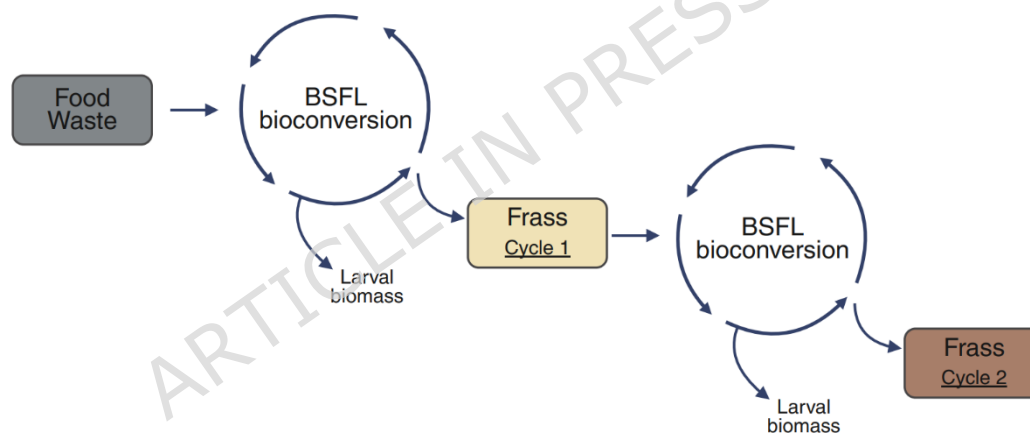 Food
Waste
BSFL
bioconversion
Larval
biomass
Frass
Cycle 1
BSFL
bioconversion
Larval
biomass
Frass
Cycle 2
ARTICLE IN PRESS